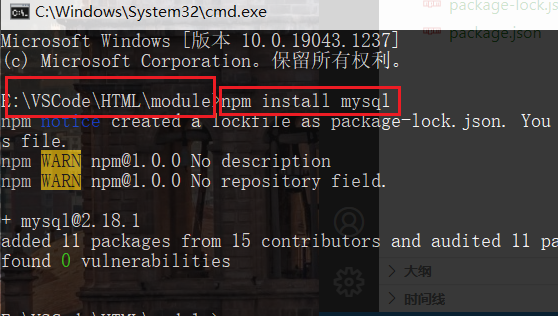 C:\Windows\System32\cmd.exe
package-lock.js
package.json
Microsoft Windows [版本 10.0.19043.1237]
(c) Microsoft Corporation。保留所有权利。
E:\VSCode\HTML\module>npm install mysql
npm notice created a lockfile as package-lock.json. You
s file.
npm WARN npm@1.0.0 No description
npm WARN npm@1.0.0 No repository field.
+ mysql@2.18.1
added 11 packages from 15 contributors and audited 11 pa
found 0 vulnerabilities
大纲
时间线